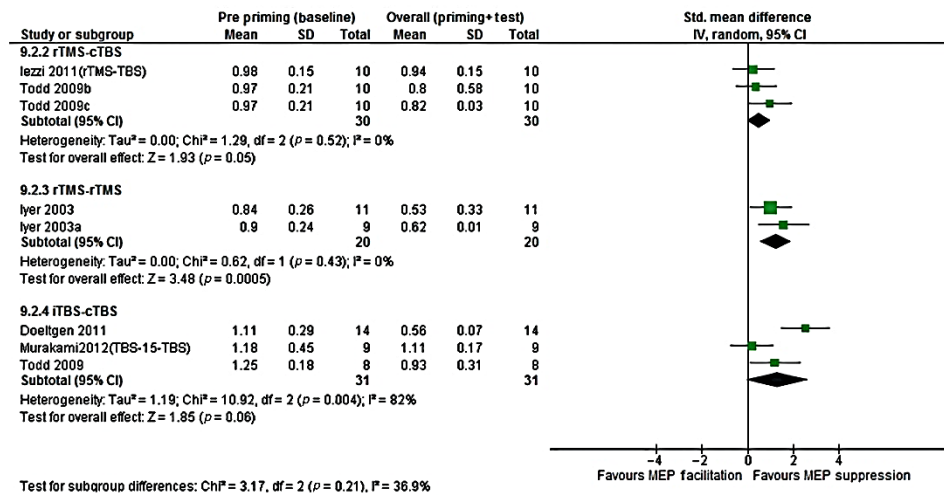 Pre priming (baseline) Overall (priming+test) Std. mean difference
Study or subgroup Mean SD Total Mean SD Total IV, random, 95% CI
9.2.2 rTMS-cTBS
Iezzi 2011(rTMS-TBS) 0.98 0.15 10 0.94 0.15 10
Todd 2009b 0.97 0.21 10 0.8 0.58 10
Todd 2009c 0.97 0.21 10 0.82 0.03 10
Subtotal (95% CI) 30 30
Heterogeneity: Tau² = 0.00; Chi² = 1.29, df = 2 (p = 0.52); I² = 0%
Test for overall effect: Z = 1.93 (p = 0.05)
9.2.3 rTMS-rTMS
Iyer 2003 0.84 0.26 11 0.53 0.33 11
Iyer 2003a 0.9 0.24 9 0.62 0.01 9
Subtotal (95% CI) 20 20
Heterogeneity: Tau² = 0.00; Chi² = 0.62, df = 1 (p = 0.43); I² = 0%
Test for overall effect: Z = 3.48 (p = 0.0005)
9.2.4 iTBS-cTBS
Doeltgen 2011 1.11 0.29 14 0.56 0.07 14
Murakami2012(TBS-15-TBS) 1.18 0.45 9 1.11 0.17 9
Todd 2009 1.25 0.18 8 0.93 0.31 8
Subtotal (95% CI) 31 31
Heterogeneity: Tau² = 1.19; Chi² = 10.92, df = 2 (p = 0.004); I² = 82%
Test for overall effect: Z = 1.85 (p = 0.06)
−4 −2 0 2 4
Favours MEP facilitation Favours MEP suppression
Test for subgroup differences: Chi² = 3.17, df = 2 (p = 0.21), I² = 36.9%